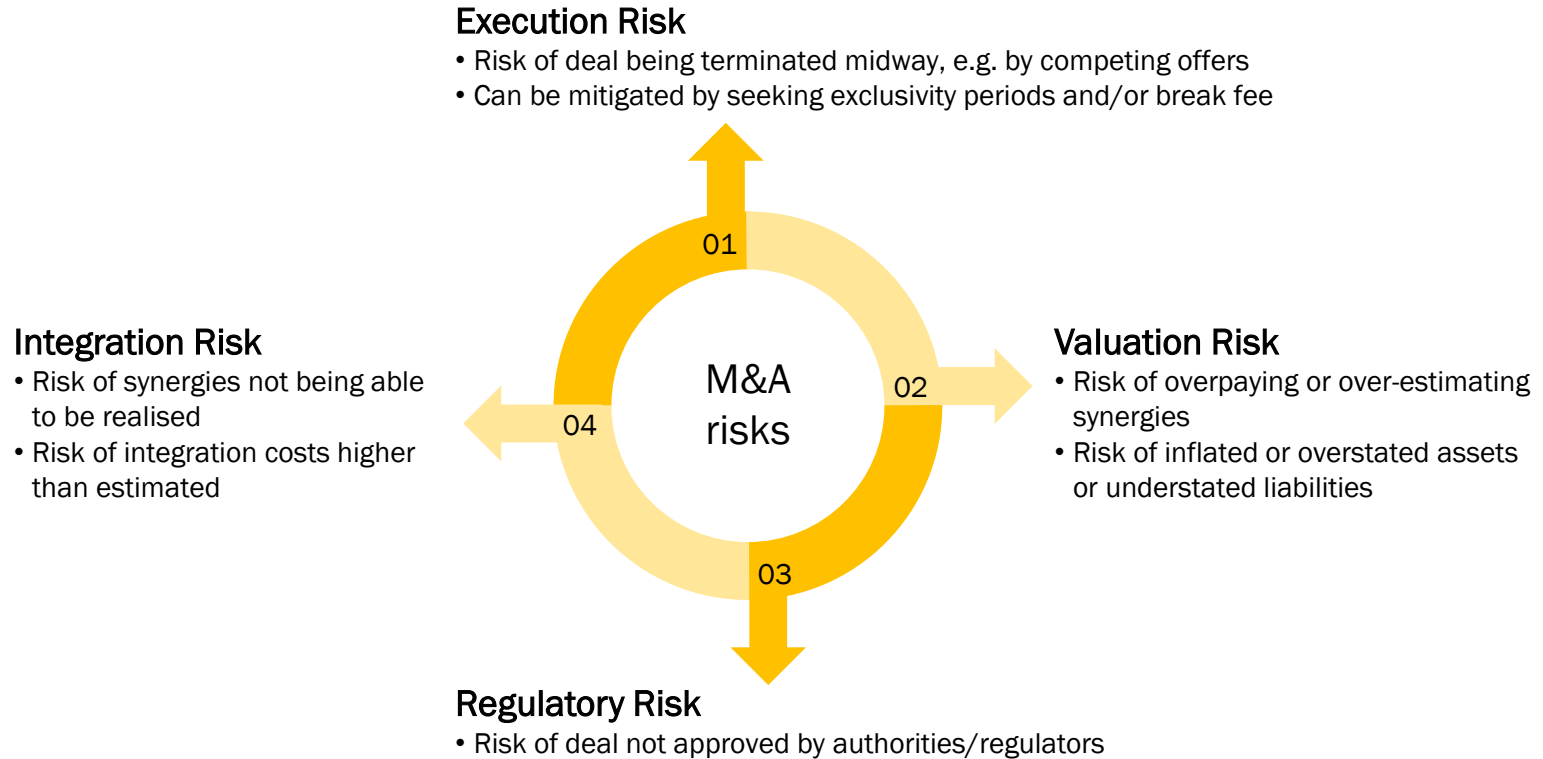 Execution Risk
• Risk of deal being terminated midway, e.g. by competing offers
• Can be mitigated by seeking exclusivity periods and/or break fee
01
Integration Risk
• Risk of synergies not being able
to be realised
• Risk of integration costs higher
than estimated
04
M&A
risks
02
Valuation Risk
• Risk of overpaying or over-estimating
synergies
• Risk of inflated or overstated assets
or understated liabilities
03
Regulatory Risk
• Risk of deal not approved by authorities/regulators